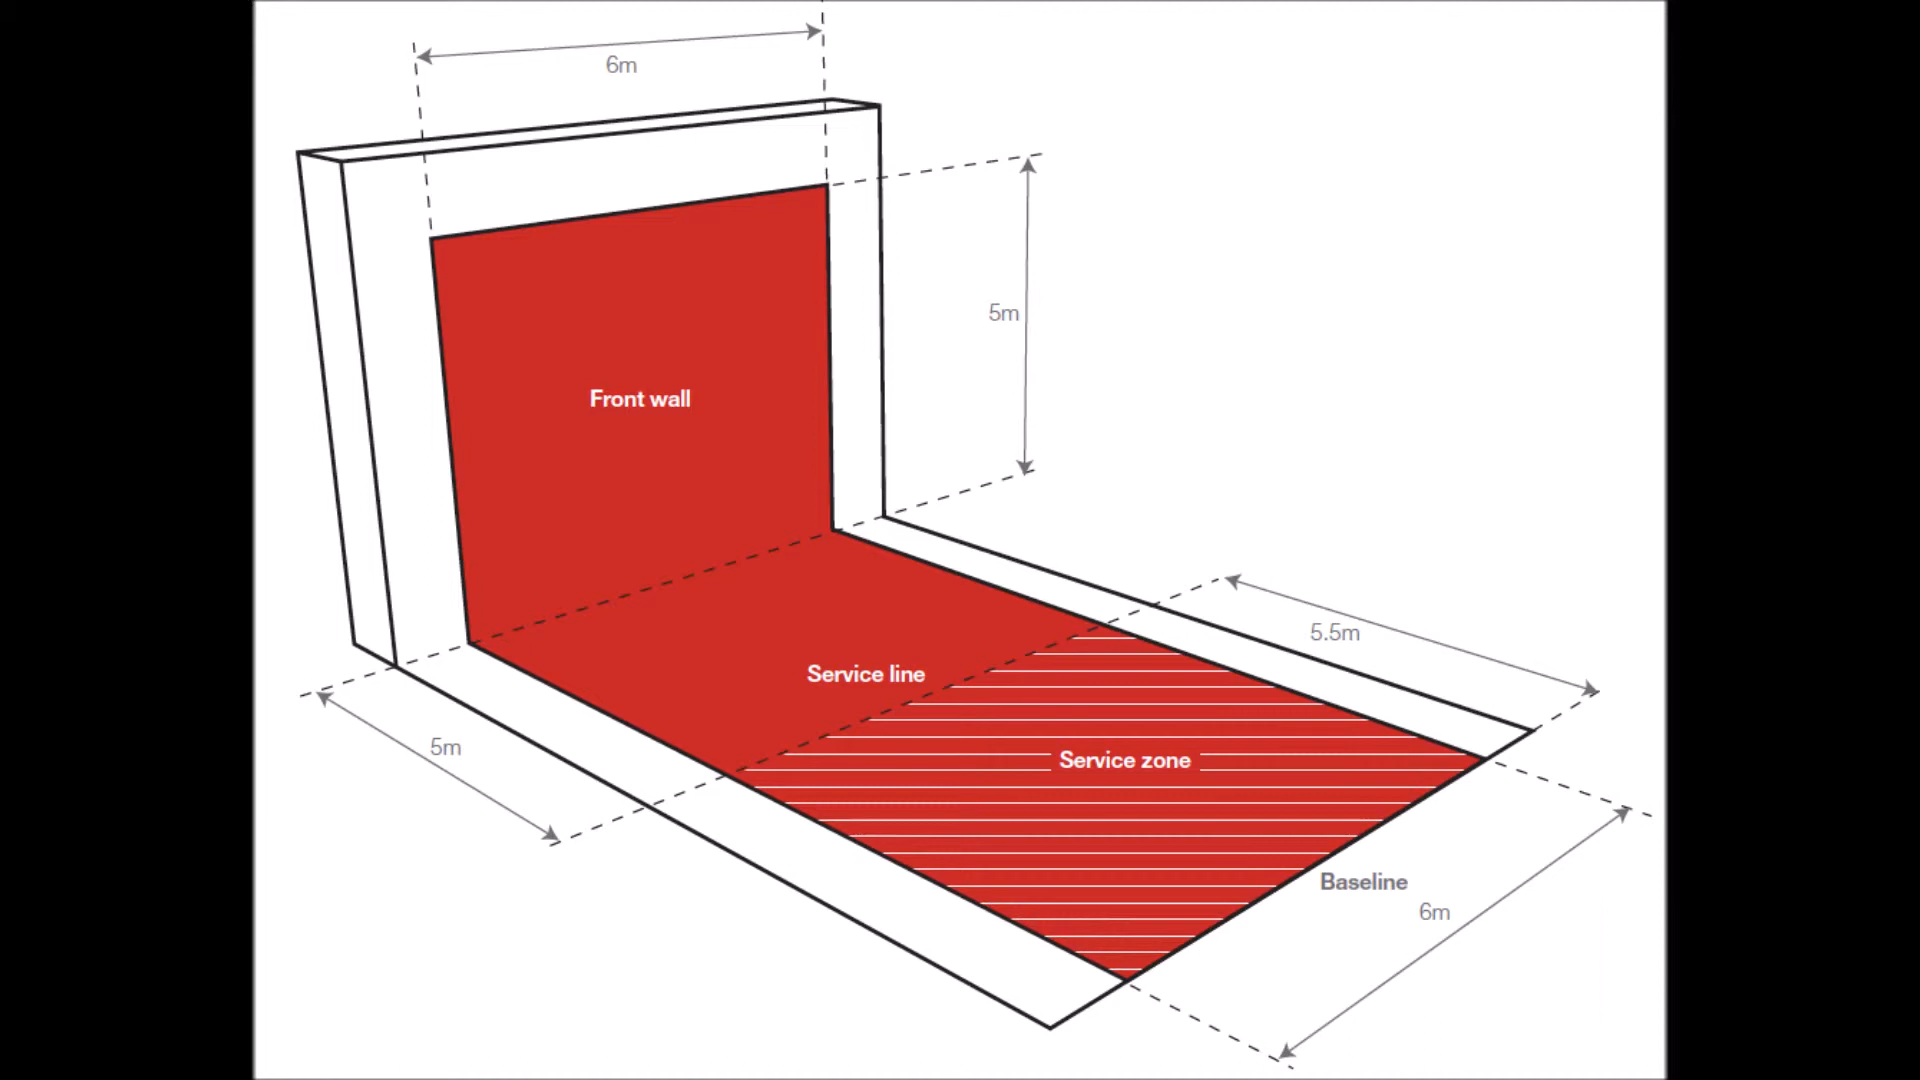 6m
5m
Front wall
5.5m
Service line
5m
Service zone
Baseline
6m